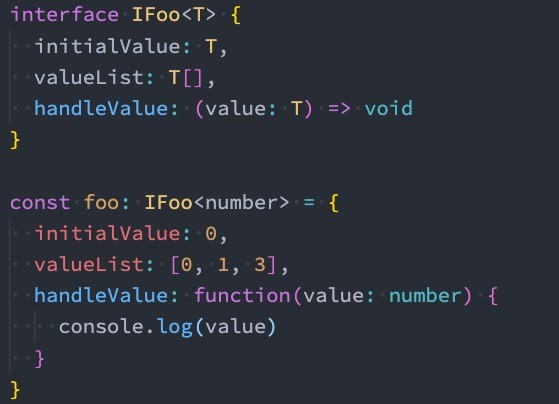 interface IFoo<T> {
  initialValue: T,
  valueList: T[],
  handleValue: (value: T) => void
}
const foo: IFoo<number> = {
  initialValue: 0,
  valueList: [0, 1, 3],
  handleValue: function(value: number) {
    console.log(value)
  }
}